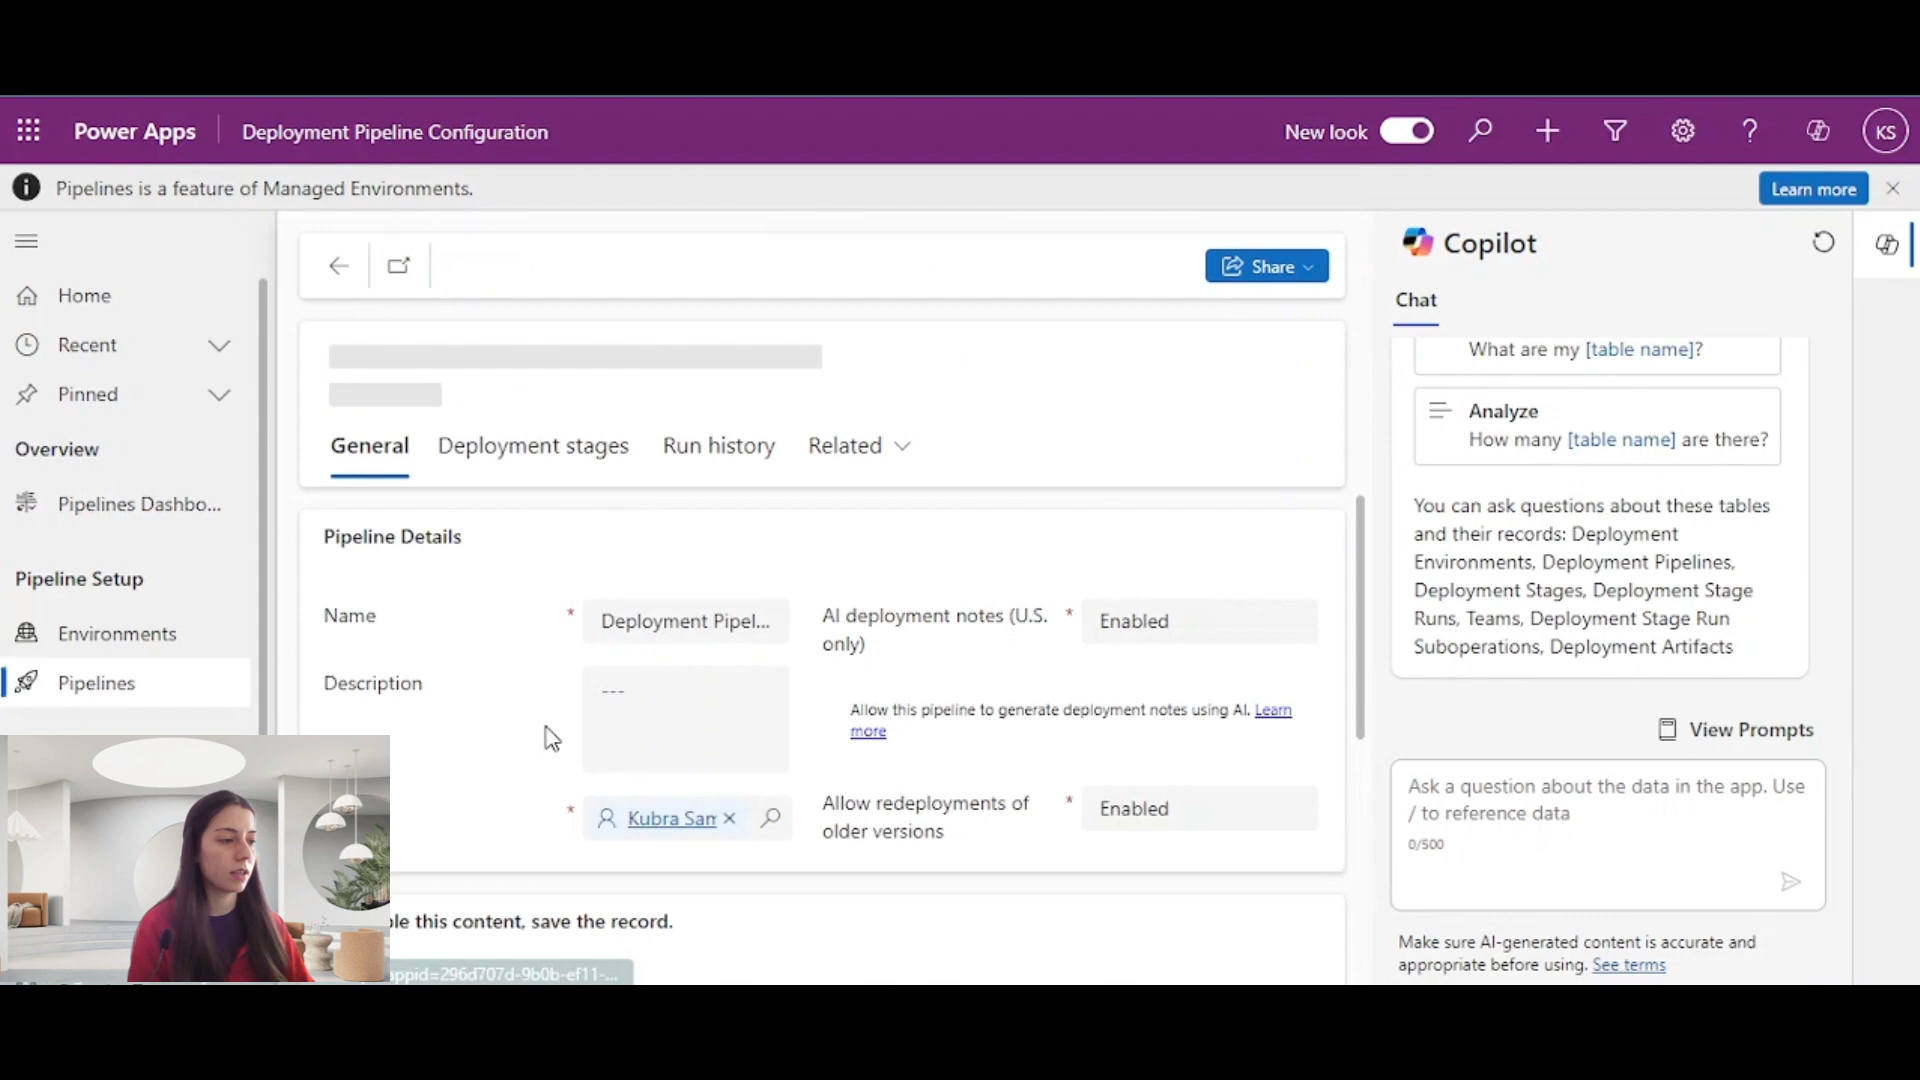 Power Apps
Deployment Pipeline Configuration
New look
KS
Pipelines is a feature of Managed Environments.
Learn more
Home
Recent
Pinned
Overview
Pipelines Dashbo...
Pipeline Setup
Environments
Pipelines
Share
General
Deployment stages
Run history
Related
Pipeline Details
Name
*
Deployment Pipel...
AI deployment notes (U.S.
only)
*
Enabled
Description
---
Allow this pipeline to generate deployment notes using AI. Learn
more
*
Kubra Sam
Allow redeployments of
older versions
*
Enabled
ble this content, save the record.
appid=296d707d-9b0b-ef11-...
Copilot
Chat
What are my [table name]?
Analyze
How many [table name] are there?
You can ask questions about these tables
and their records: Deployment
Environments, Deployment Pipelines,
Deployment Stages, Deployment Stage
Runs, Teams, Deployment Stage Run
Suboperations, Deployment Artifacts
View Prompts
Ask a question about the data in the app. Use
/ to reference data
0/500
Make sure AI-generated content is accurate and
appropriate before using. See terms